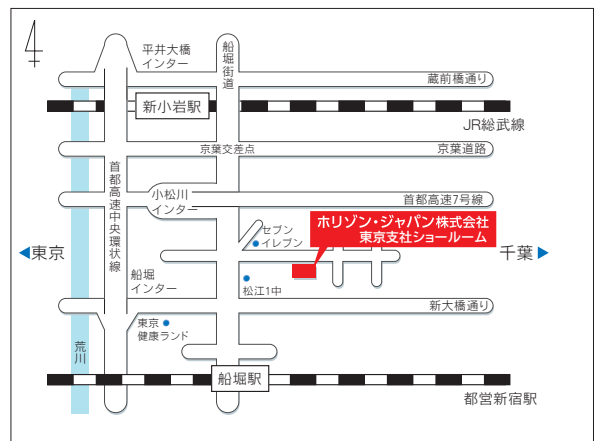 平井大橋
インター
船堀街道
蔵前橋通り
新小岩駅
JR総武線
京葉交差点
京葉道路
首都高速中央環状線
小松川
インター
首都高速7号線
セブン
イレブン
ホリゾン・ジャパン株式会社
東京支社ショールーム
東京
千葉
船堀
インター
松江1中
新大橋通り
東京
健康ランド
荒川
船堀駅
都営新宿駅